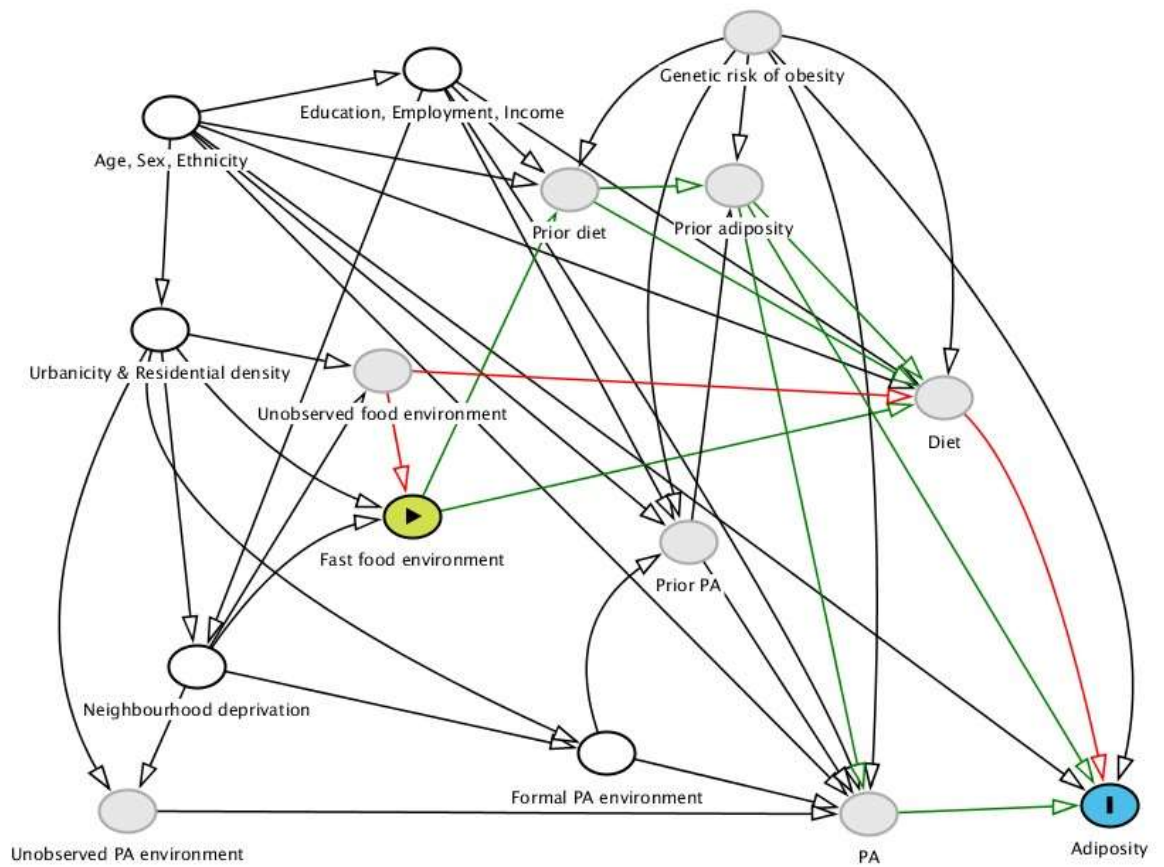 Genetic risk of obesity
Education, Employment, Income
Age, Sex, Ethnicity
Prior diet
Prior adiposity
Urbanicity & Residential density
Unobserved food environment
Diet
Fast food environment
Prior PA
Neighbourhood deprivation
Formal PA environment
Unobserved PA environment
PA
Adiposity